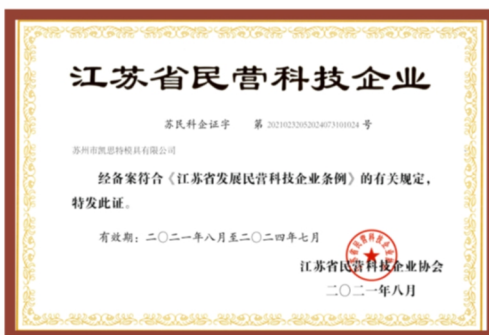 江苏省民营科技企业
苏民科企证字 第 20210232052024073101024 号
苏州市凯恩特模具有限公司
经备案符合《江苏省发展民营科技企业条例》的有关规定，
特发此证。
有效期：二〇二一年八月至二〇二四年七月
江苏省民营科技企业协会
二〇二一年八月